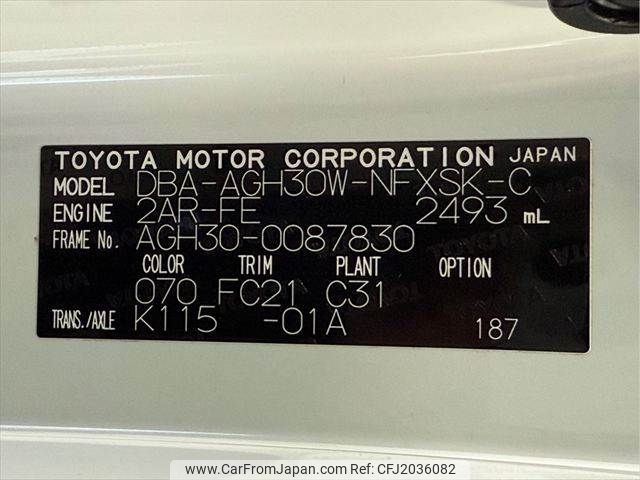 TOYOTA MOTOR CORPORATION JAPAN
MODEL DBA-AGH30W-NFXSK-C
ENGINE 2AR-FE 2493 mL
FRAME No. AGH30-0087830
COLOR TRIM PLANT OPTION
070 FC21 C31
TRANS./AXLE K115 -01A 187
www.CarFromJapan.com | Ref:CFJ2036082